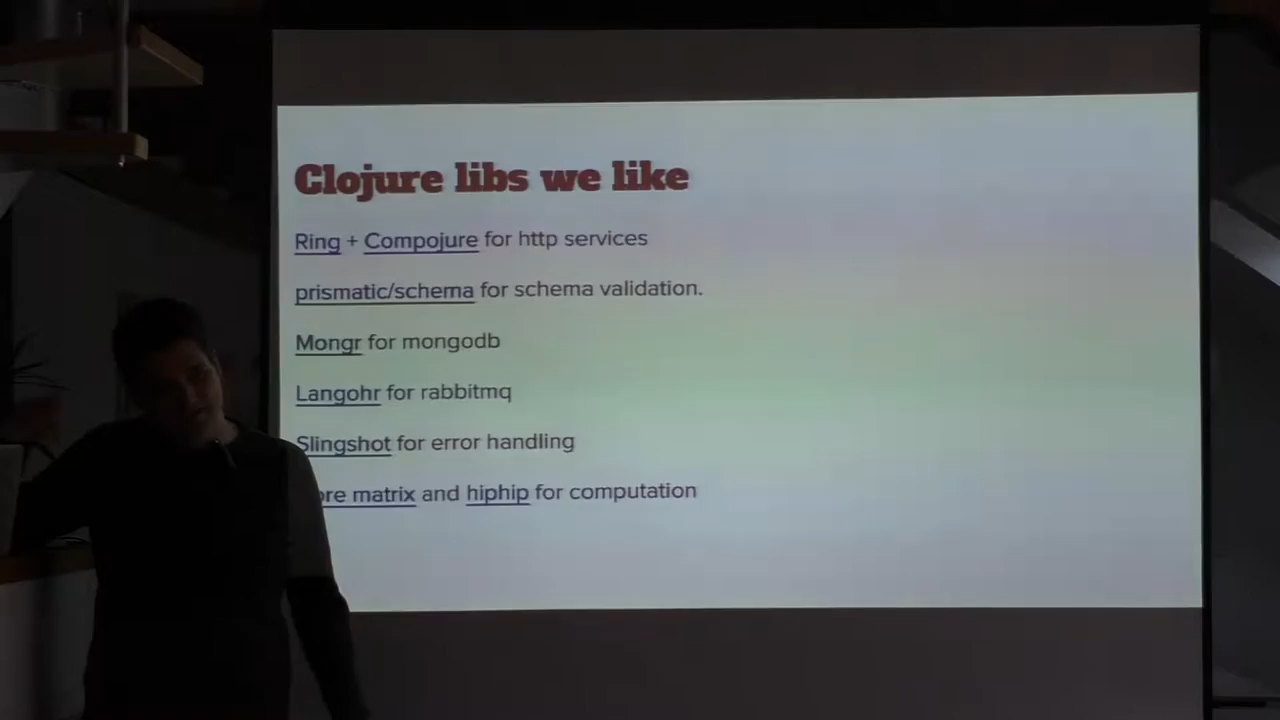 Clojure libs we like
Ring + Compojure for http services
prismatic/schema for schema validation.
Mongr for mongodb
Langohr for rabbitmq
Slingshot for error handling
ore matrix and hiphip for computation